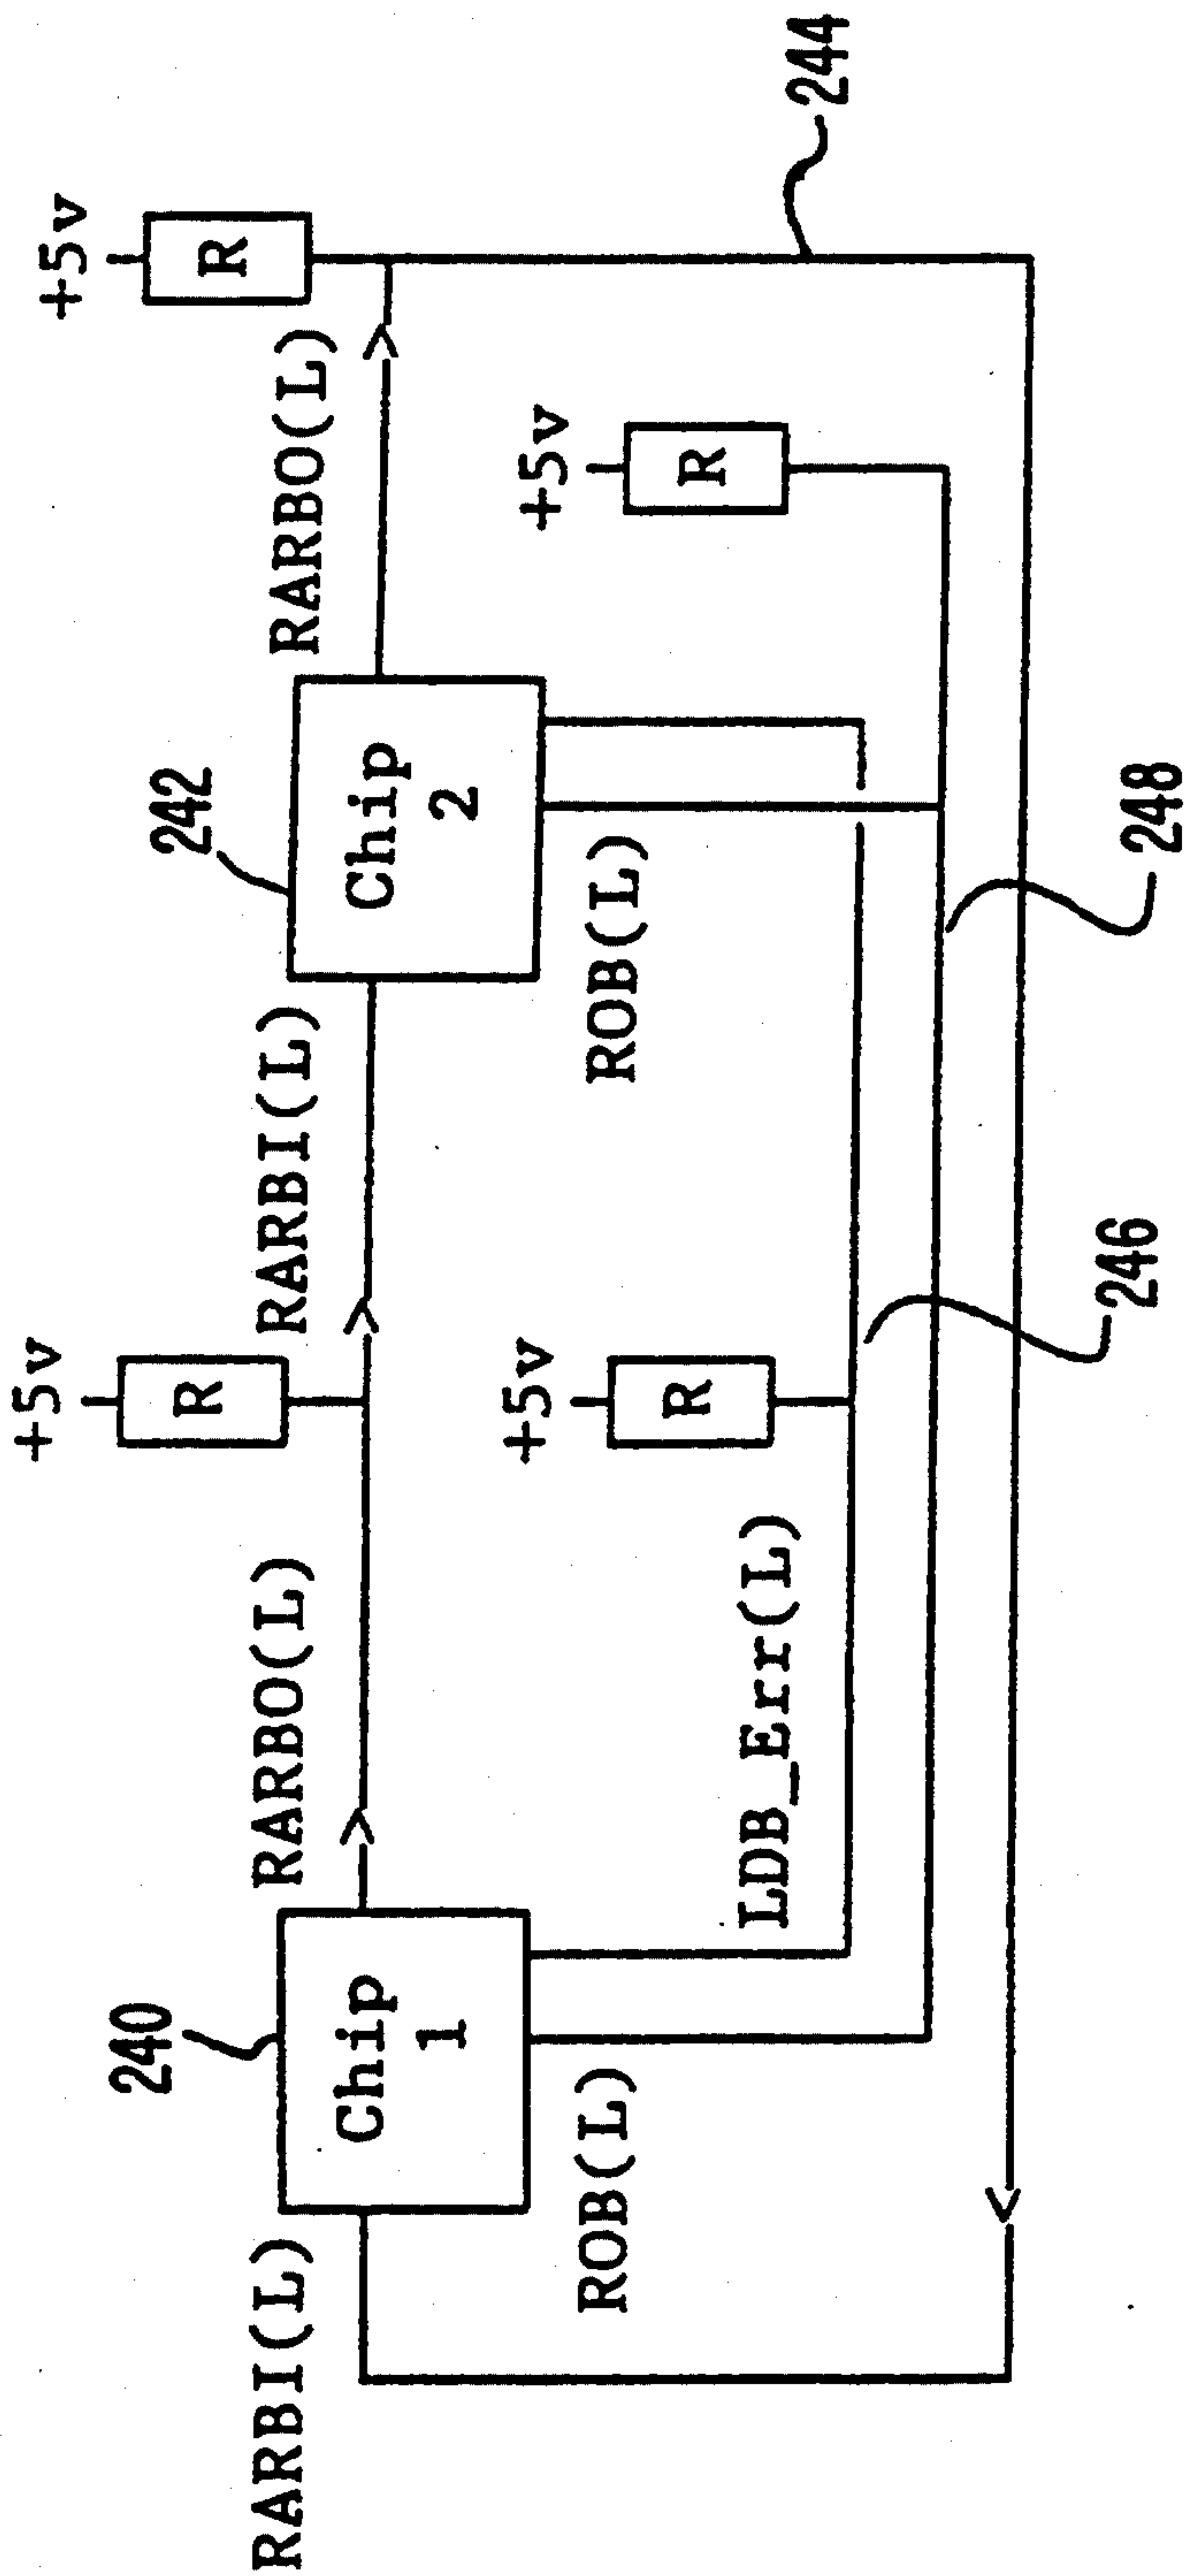 +5v
+5v
R
R
RARBI(L)
240
RARBO(L)
RARBI(L)
242
RARBO(L)
Chip
1
Chip
2
+5v
+5v
R
R
ROB(L)
LDB_Err(L)
ROB(L)
244
246
248